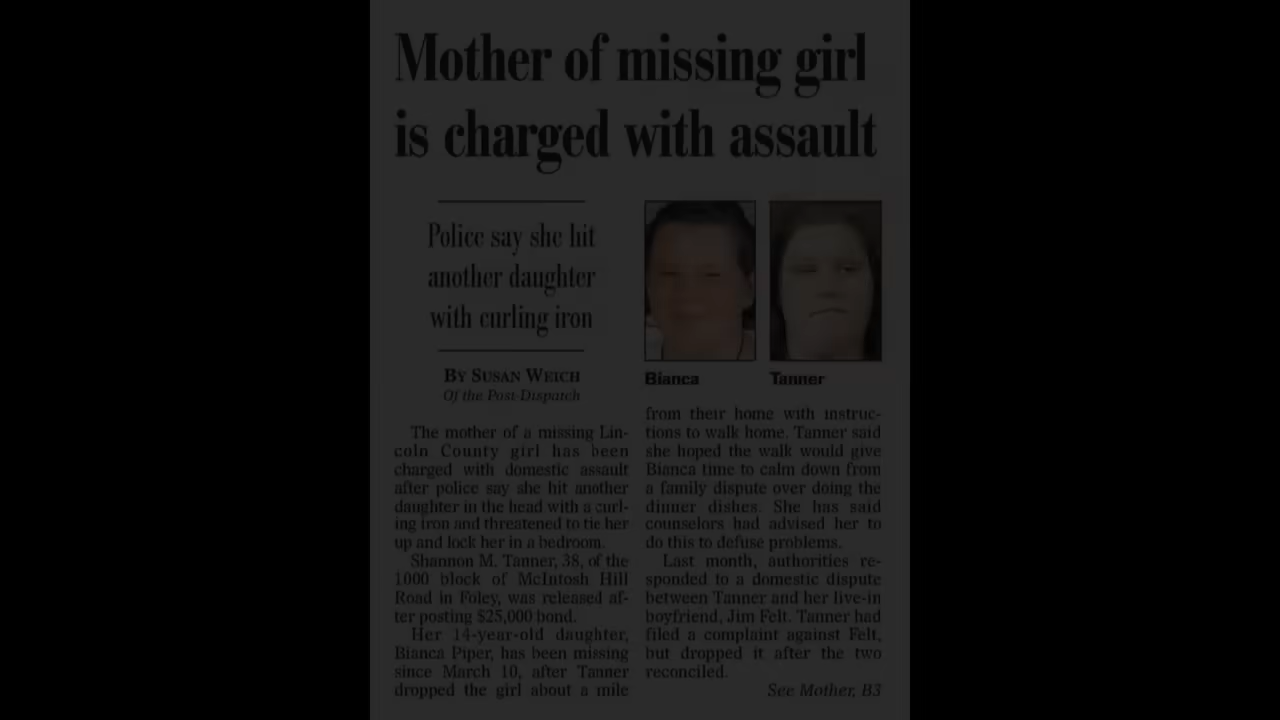 Mother of missing girl
is charged with assault
Police say she hit
another daughter
with curling iron
BY SUSAN WEICH
Of the Post-Dispatch
Bianca
Tanner
The mother of a missing Lin-
coln County girl has been
charged with domestic assault
after police say she hit another
daughter in the head with a curl-
ing iron and threatened to tie her
up and lock her in a bedroom.
Shannon M. Tanner, 38, of the
1000 block of McIntosh Hill
Road in Foley, was released af-
ter posting $25,000 bond.
Her 14-year-old daughter,
Bianca Piper, has been missing
since March 10, after Tanner
dropped the girl about a mile
from their home with instruc-
tions to walk home. Tanner said
she hoped the walk would give
Bianca time to calm down from
a family dispute over doing the
dinner dishes. She has said
counselors had advised her to
do this to defuse problems.
Last month, authorities re-
sponded to a domestic dispute
between Tanner and her live-in
boyfriend, Jim Felt. Tanner had
filed a complaint against Felt,
but dropped it after the two
reconciled.
See Mother, B3